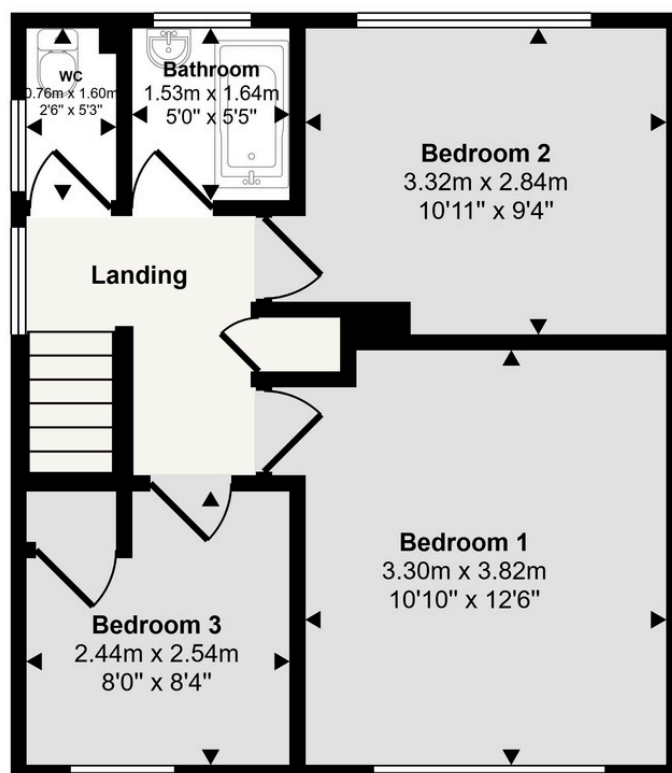 WC
0.76m x 1.60m
2'6" x 5'3"
Bathroom
1.53m x 1.64m
5'0" x 5'5"
Bedroom 2
3.32m x 2.84m
10'11" x 9'4"
Landing
Bedroom 1
3.30m x 3.82m
10'10" x 12'6"
Bedroom 3
2.44m x 2.54m
8'0" x 8'4"